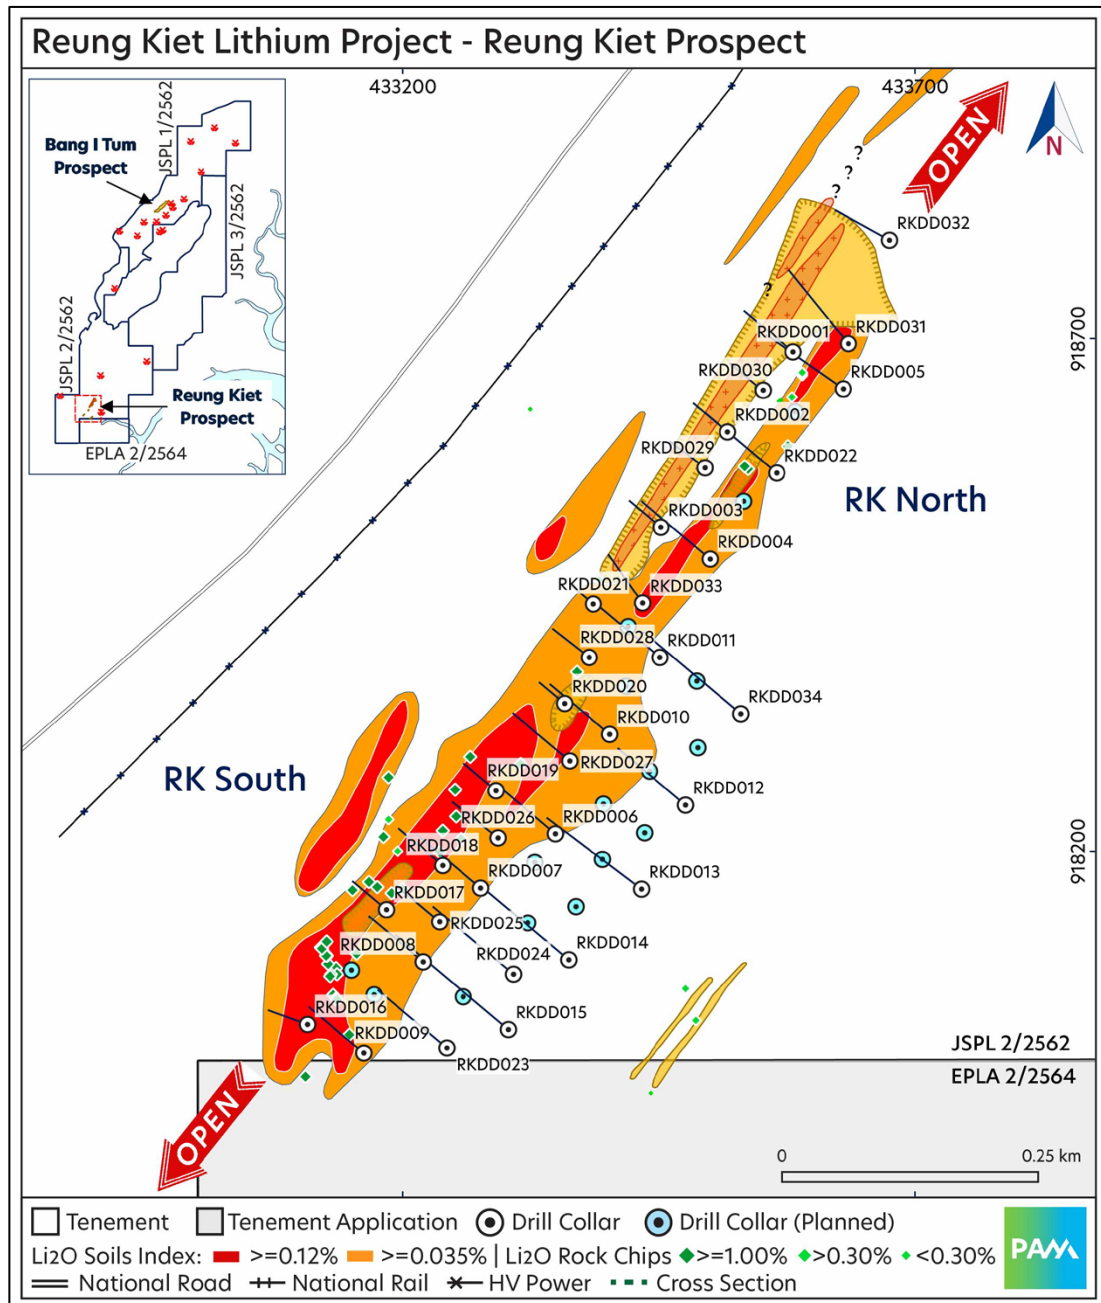 Reung Kiet Lithium Project - Reung Kiet Prospect
433200
433700
Bang I Tum
Prospect
JSPL 1/2562
JSPL 3/2562
JSPL 2/2562
Reung Kiet
Prospect
EPLA 2/2564
OPEN
N
?
?
?
?
RKDD032
918700
RKDD001
RKDD031
RKDD030
RKDD005
RKDD002
RKDD029
RKDD022
RK North
RKDD003
RKDD004
RKDD021
RKDD033
RKDD028
RKDD011
RKDD020
RKDD034
RKDD010
RK South
RKDD019
RKDD027
RKDD012
RKDD026
RKDD006
918200
RKDD018
RKDD007
RKDD013
RKDD017
RKDD025
RKDD008
RKDD024
RKDD014
RKDD016
RKDD015
RKDD009
RKDD023
JSPL 2/2562
EPLA 2/2564
OPEN
0
0.25 km
Tenement
Tenement Application
Drill Collar
Drill Collar (Planned)
Li2O Soils Index: >=0.12% >=0.035% | Li2O Rock Chips >=1.00% >0.30% <0.30%
National Road
National Rail
HV Power
Cross Section
PAM